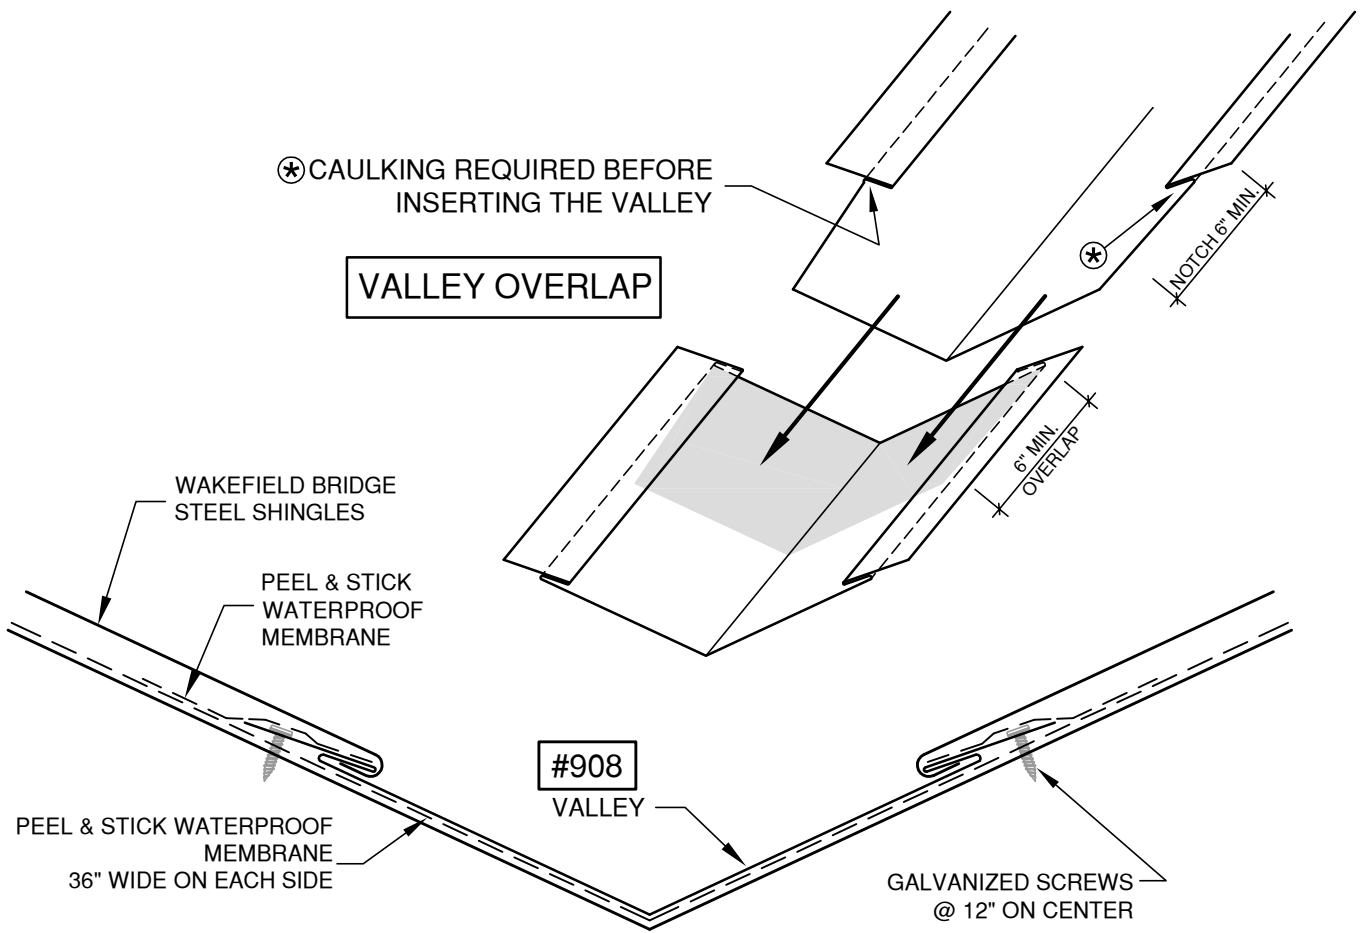 ⊛ CAULKING REQUIRED BEFORE
INSERTING THE VALLEY
VALLEY OVERLAP
⊛
NOTCH 6" MIN.
6" MIN.
OVERLAP
WAKEFIELD BRIDGE
STEEL SHINGLES
PEEL & STICK
WATERPROOF
MEMBRANE
#908
VALLEY
PEEL & STICK WATERPROOF
MEMBRANE
36" WIDE ON EACH SIDE
GALVANIZED SCREWS
@ 12" ON CENTER